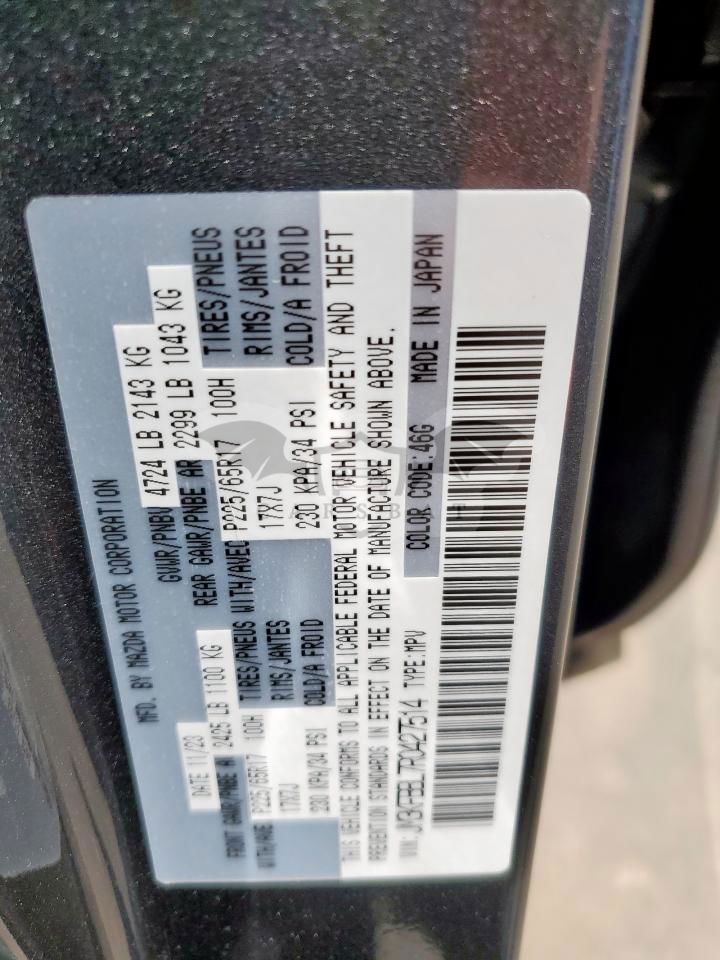 MFD. BY MAZDA MOTOR CORPORATION
DATE 11/23 GVWR/PNBV 4724 LB 2143 KG
FRONT GAWR/PNBE A 2425 LB 1100 KG REAR GAWR/PNBE AR 2299 LB 1043 KG
WITH/AVE P225/65R17 100H TIRES/PNEUS WITH/AVEC P225/65R17 100H TIRES/PNEUS
17X7J RIMS/JANTES 17X7J RIMS/JANTES
230 KPA/34 PSI COLD/A FROID 230 KPA/34 PSI COLD/A FROID
THIS VEHICLE CONFORMS TO ALL APPLICABLE FEDERAL MOTOR VEHICLE SAFETY AND THEFT
PREVENTION STANDARDS IN EFFECT ON THE DATE OF MANUFACTURE SHOWN ABOVE.
VIN: JM3KFBBL7R0427514 TYPE:MPV COLOR CODE:46G MADE IN JAPAN
PARSBAT